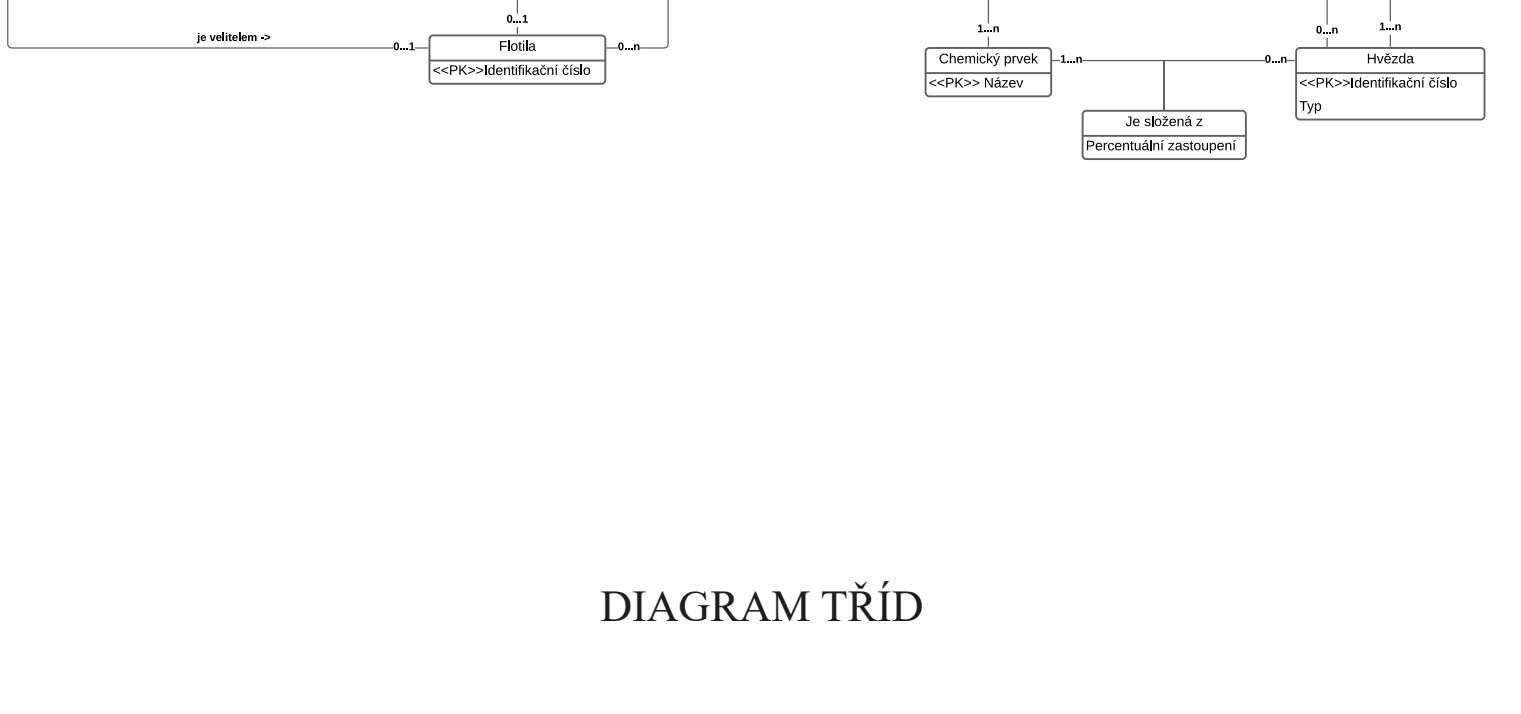 0...1
je velitelem ->
0...1
Flotila
0...n
<<PK>>Identifikační číslo
1...n
0...n
1...n
Chemický prvek
1...n
0...n
Hvězda
<<PK>> Název
<<PK>>Identifikační číslo
Typ
Je složená z
Percentuální zastoupení
DIAGRAM TŘÍD